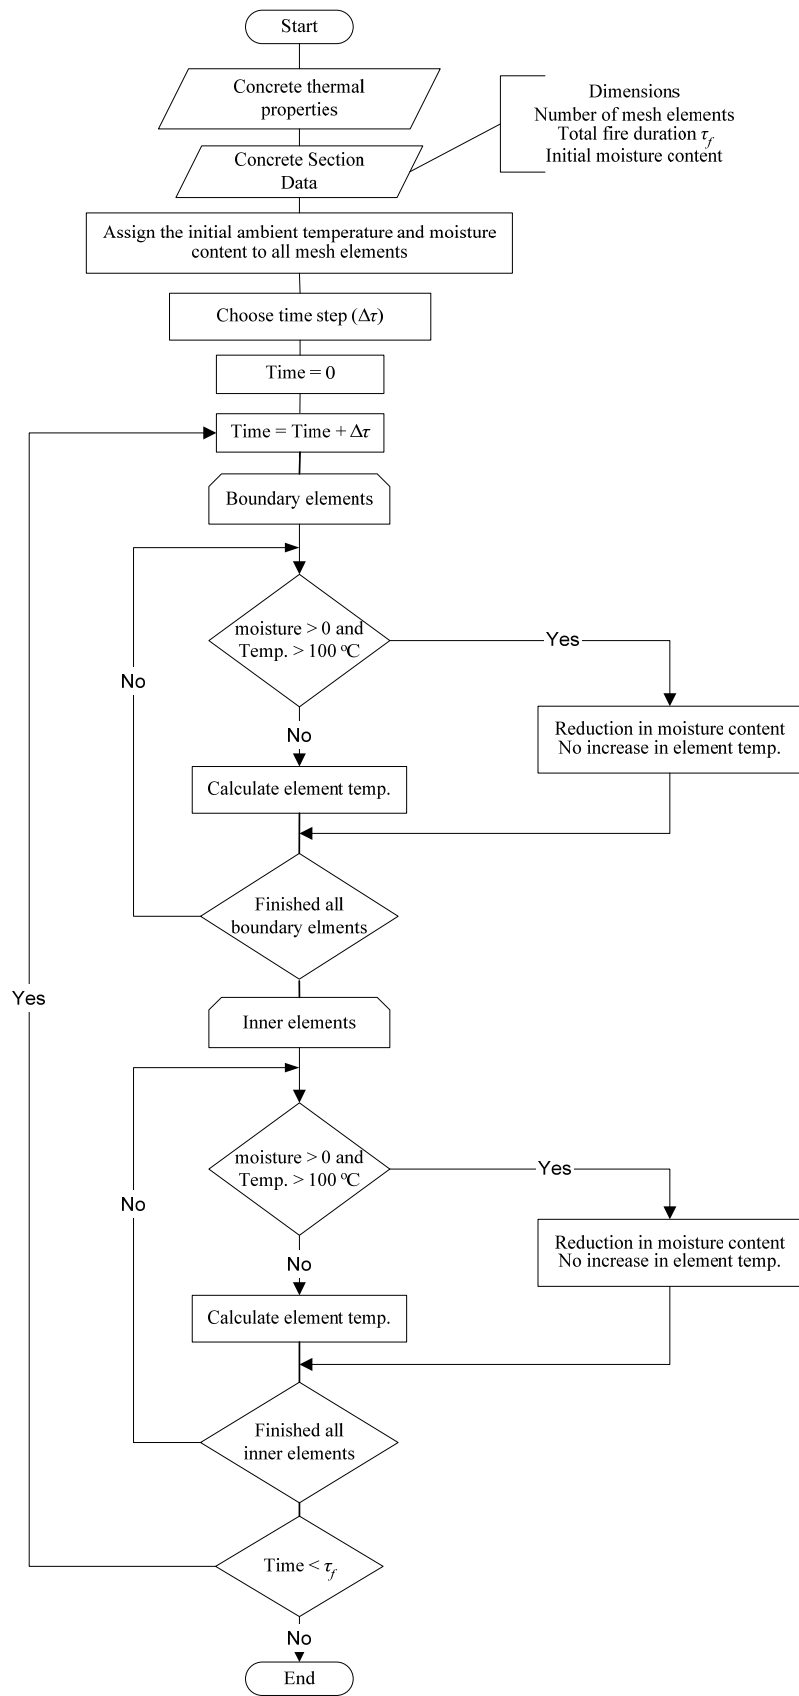 Start
Concrete thermal
properties
Concrete Section
Data
Dimensions
Number of mesh elements
Total fire duration τf
Initial moisture content
Assign the initial ambient temperature and moisture
content to all mesh elements
Choose time step (Δτ)
Time = 0
Time = Time + Δτ
Boundary elements
moisture > 0 and
Temp. > 100 ºC
Yes
No
No
Reduction in moisture content
No increase in element temp.
Calculate element temp.
Finished all
boundary elments
Yes
Inner elements
moisture > 0 and
Temp. > 100 ºC
Yes
No
No
Reduction in moisture content
No increase in element temp.
Calculate element temp.
Finished all
inner elements
Time < τf
No
End